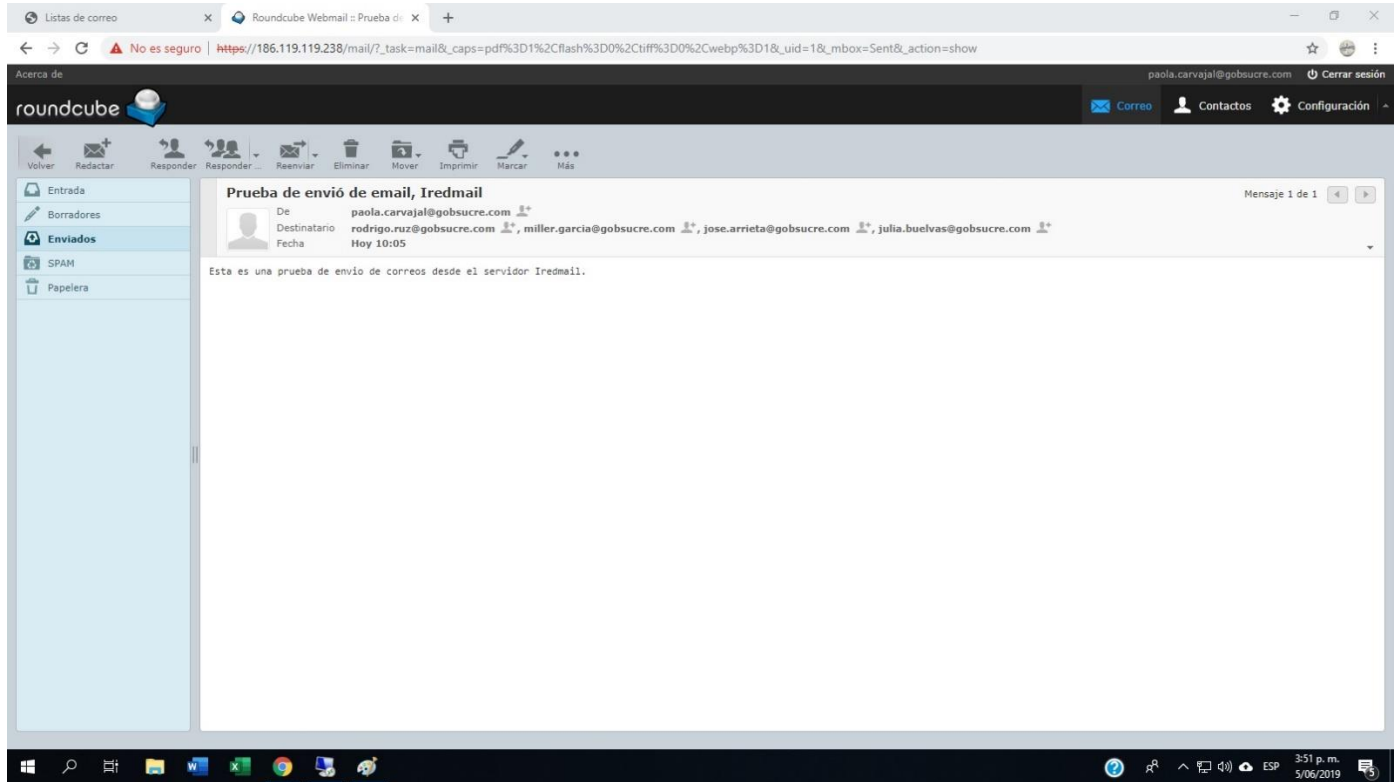 Listas de correo
Roundcube Webmail :: Prueba d
No es seguro | https://186.119.119.238/mail/?_task=mail&_caps=pdf%3D1%2Cflash%3D0%2Ctiff%3D0%2Cwebp%3D1&_uid=1&_mbox=Sent&_action=show
Acerca de
paola.carvajal@gobsucre.com Cerrar sesión
roundcube
Correo Contactos Configuración
Volver Redactar Responder Responder ... Reenviar Eliminar Mover Imprimir Marcar Más
Entrada
Borradores
Enviados
SPAM
Papelera
Prueba de envió de email, Iredmail
Mensaje 1 de 1
De paola.carvajal@gobsucre.com
Destinatario rodrigo.ruz@gobsucre.com, miller.garcia@gobsucre.com, jose.arrieta@gobsucre.com, julia.buelvas@gobsucre.com
Fecha Hoy 10:05
Esta es una prueba de envio de correos desde el servidor Iredmail.
ESP
3:51 p. m.
5/06/2019
5